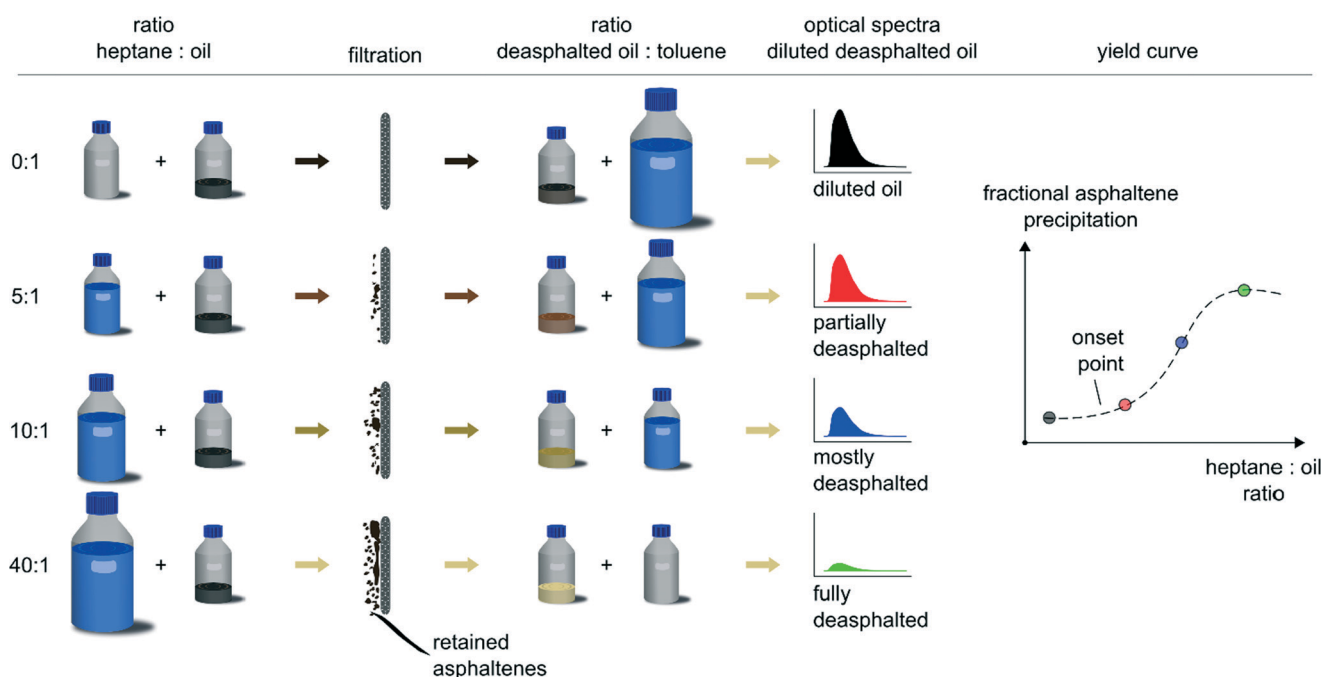 ratio
heptane : oil
filtration
ratio
deasphalted oil : toluene
optical spectra
diluted deasphalted oil
yield curve
0:1
+
+
diluted oil
5:1
+
+
partially
deasphalted
10:1
+
+
mostly
deasphalted
40:1
+
+
fully
deasphalted
retained
asphaltenes
fractional asphaltene
precipitation
onset
point
heptane : oil
ratio